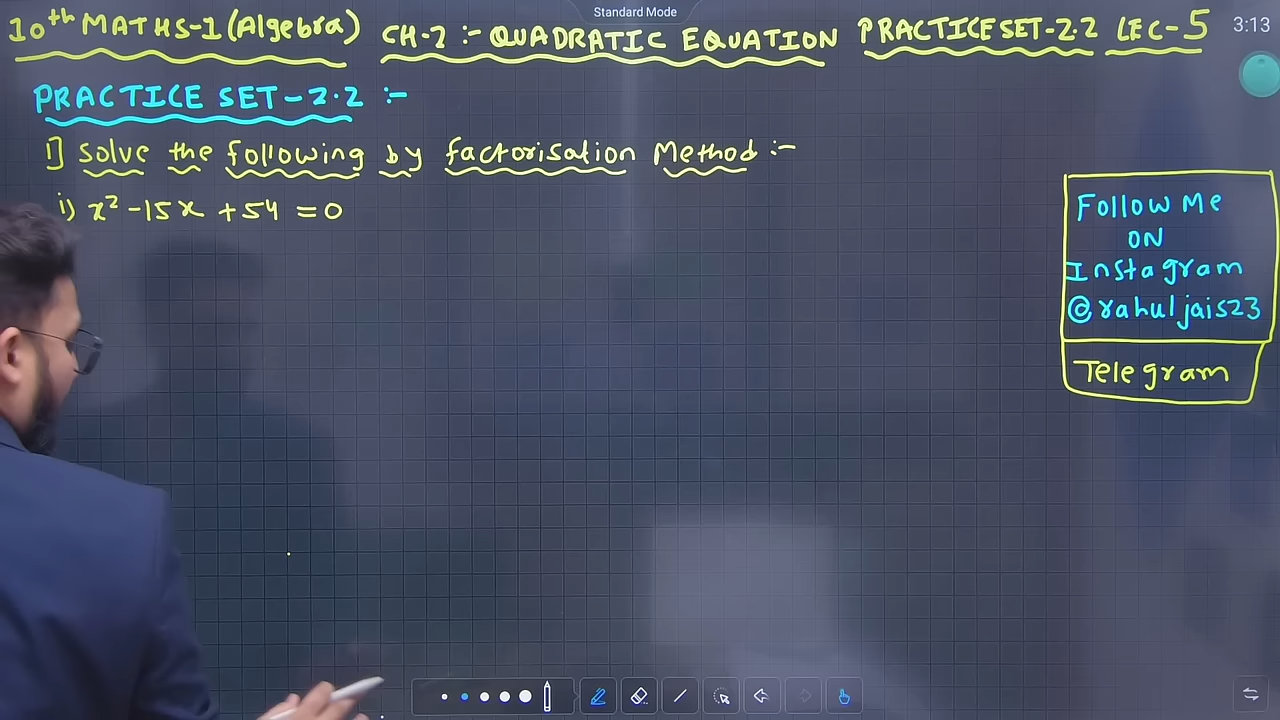 Standard Mode
10th MATHS-1 (Algebra) CH-2 :- QUADRATIC EQUATION PRACTICE SET-2.2 LEC-5
3:13
PRACTICE SET-2.2 :-
1] Solve the following by factorisation Method :-
i) x² -15x +54 =0
Follow Me
ON
Instagram
@rahuljais23
Telegram